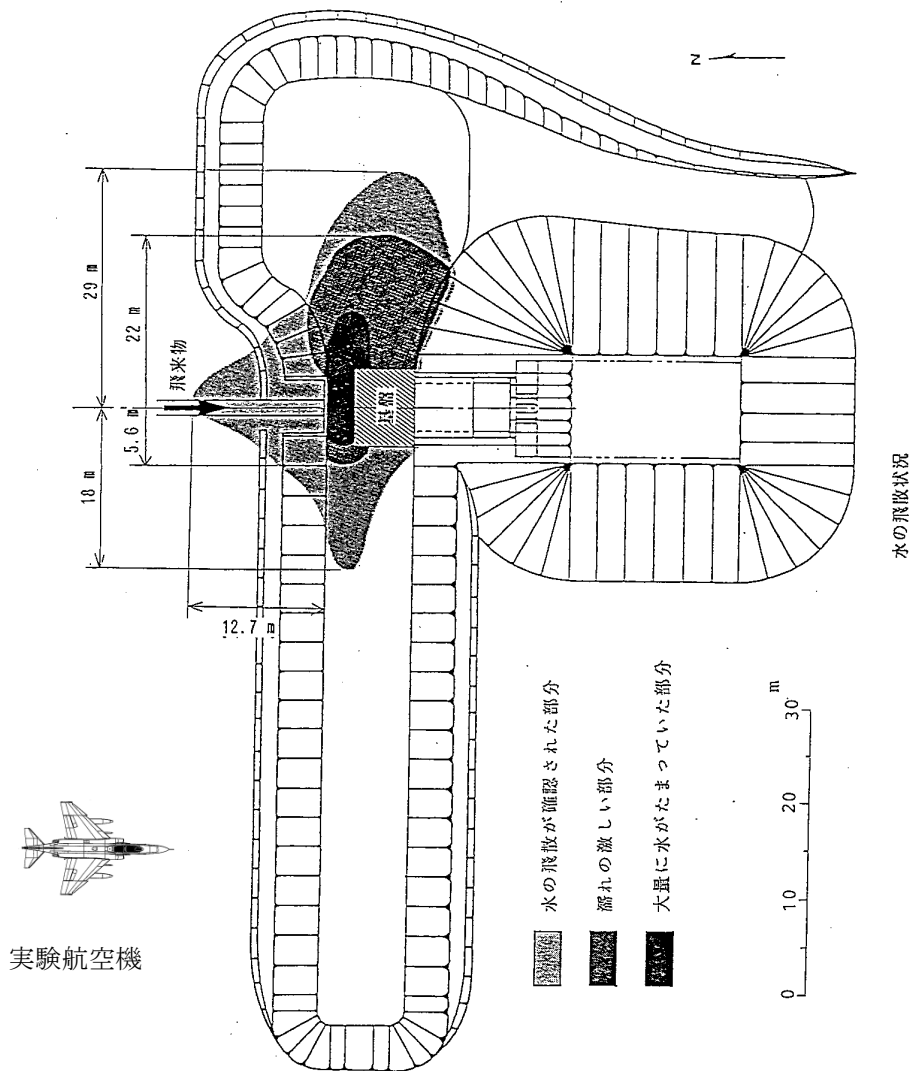 29 m
22 m
5.6 m
18 m
12.7 m
飛来物
基盤
N
水の飛散が確認された部分
濡れの激しい部分
大量に水がたまっていた部分
0 10 20 30 m
水の飛散状況
実験航空機